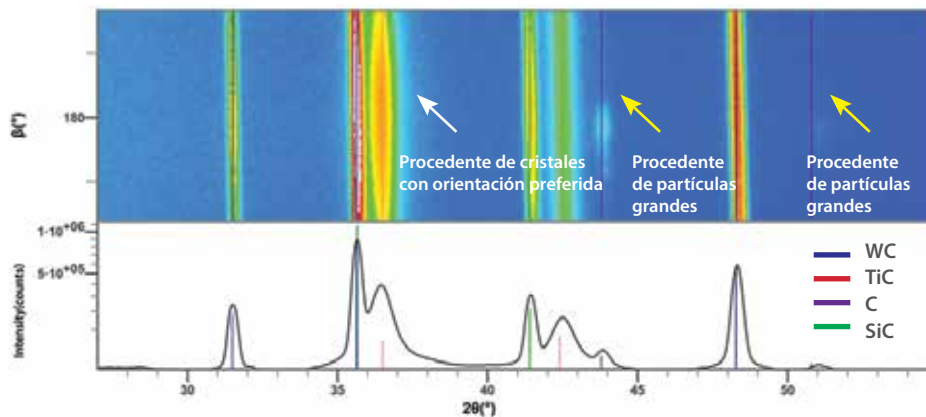 β(°)
180
Procedente de cristales
con orientación preferida
Procedente
de partículas
grandes
Procedente
de partículas
grandes
Intensity(counts)
1·10⁺⁰⁶
5·10⁺⁰⁵
WC
TiC
C
SiC
30
35
40
45
50
2θ(°)